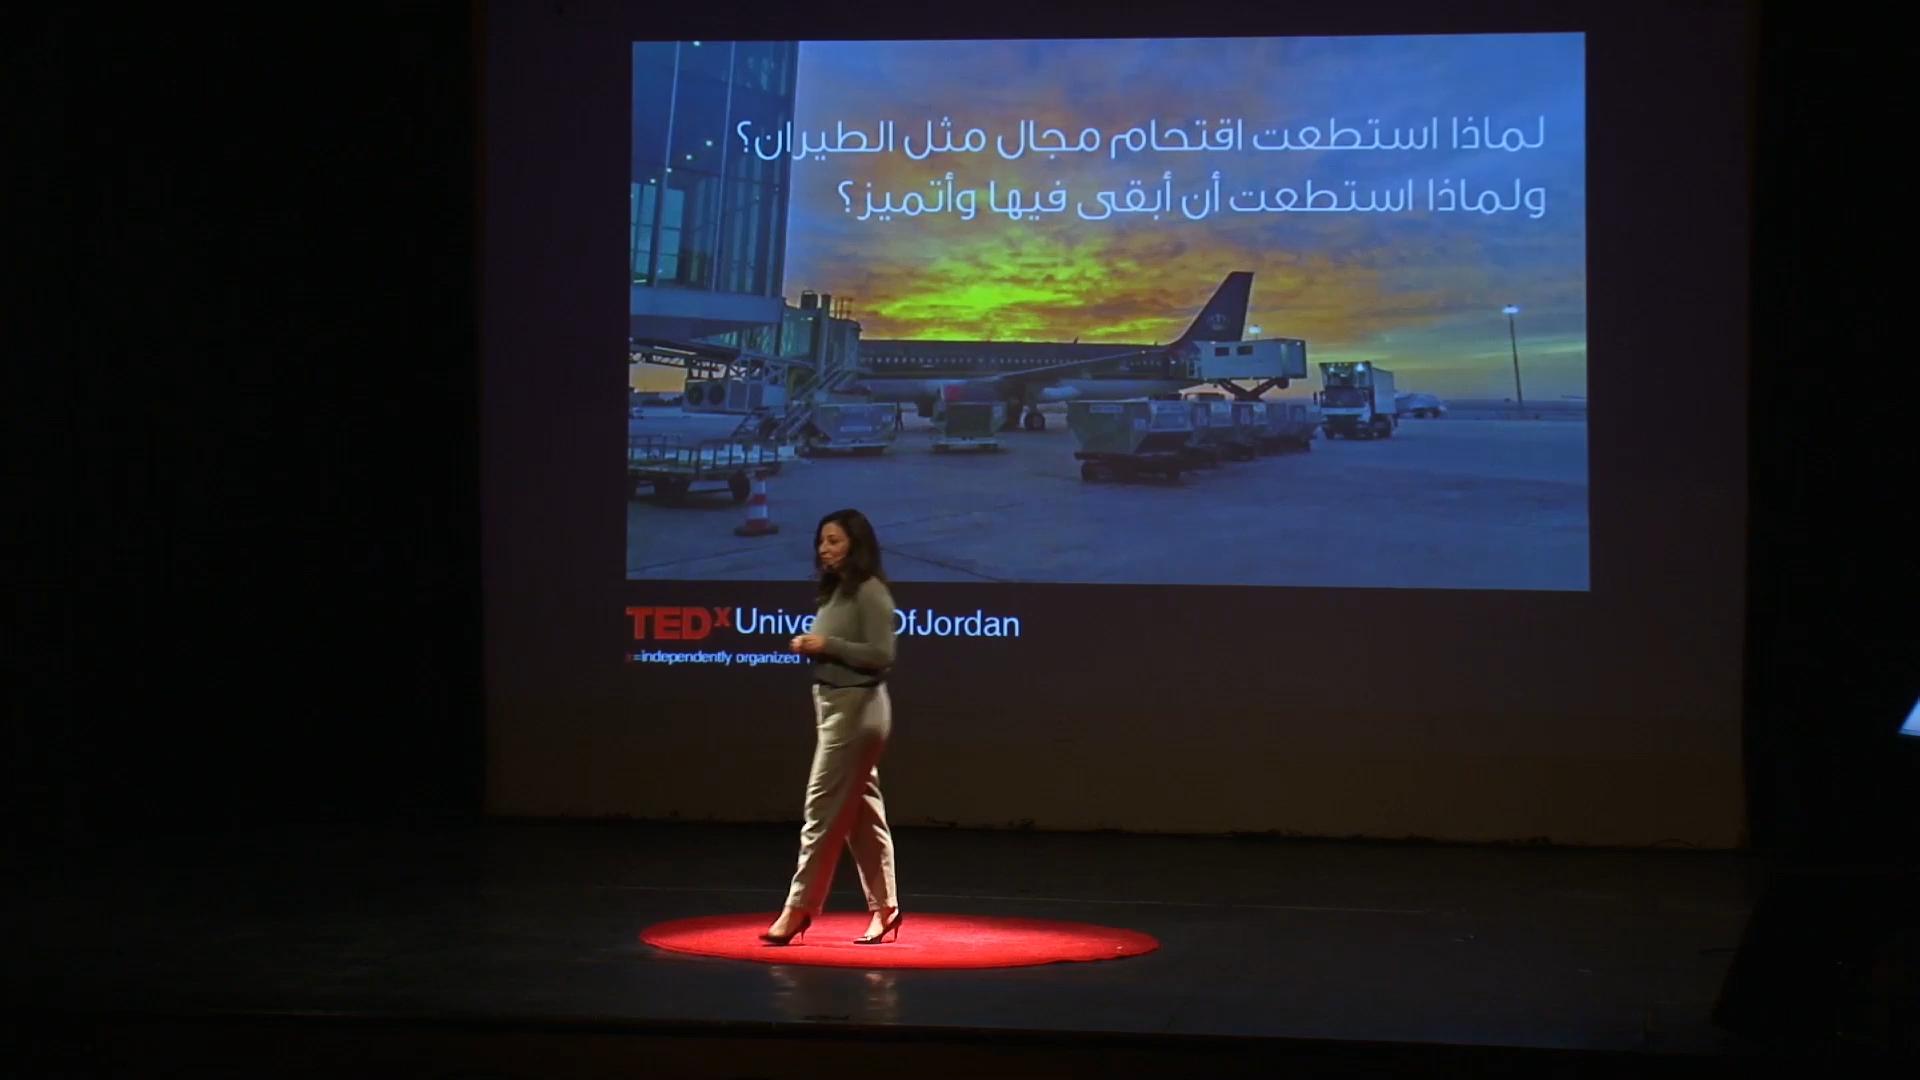 لماذا استطعت اقتحام مجال مثل الطيران؟
ولماذا استطعت أن أبقى فيها وأتميز؟
TEDx Unive OfJordan
x=independently organized